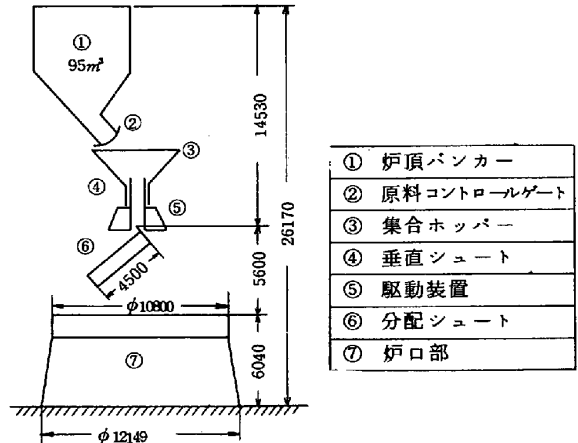 ①
95m³
②
③
④
⑤
⑥
4500
φ10800
⑦
φ12149
14530
5600
6040
26170
① 炉頂バンカー
② 原料コントロールゲート
③ 集合ホッパー
④ 垂直シュート
⑤ 駆動装置
⑥ 分配シュート
⑦ 炉口部